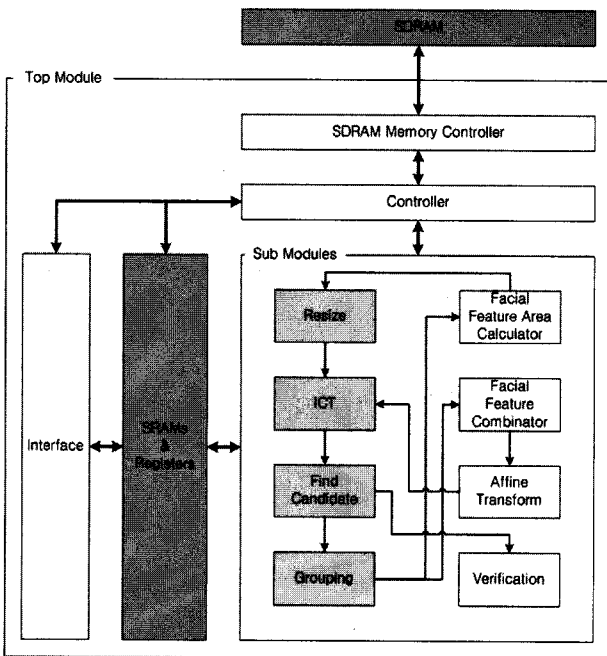 SDRAM
Top Module
SDRAM Memory Controller
Controller
Sub Modules
Interface
SRAMs
&
Registers
Resize
ICT
Find
Candidate
Grouping
Facial
Feature Area
Calculator
Facial
Feature
Combinator
Affine
Transform
Verification